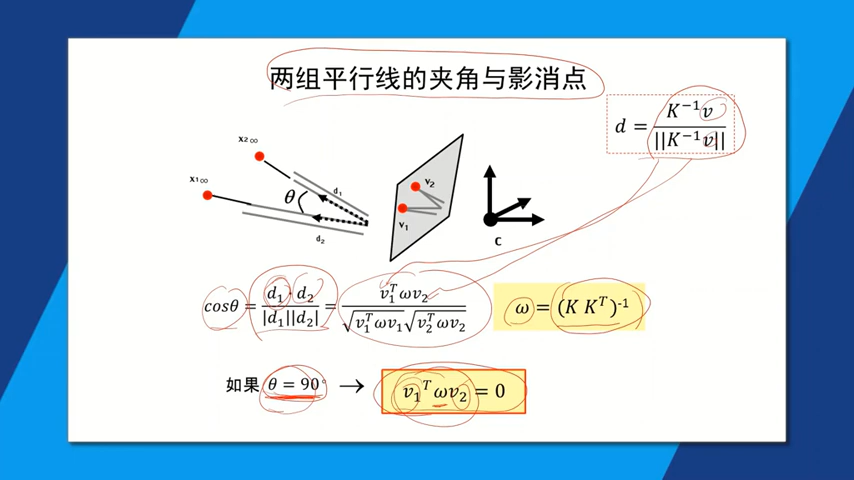 两组平行线的夹角与影消点
d = K⁻¹v / ||K⁻¹v||
x₂∞
x₁∞
θ
d₁
d₂
v₂
v₁
C
cosθ = d₁·d₂ / |d₁||d₂| = v₁ᵀωv₂ / √(v₁ᵀωv₁)√(v₂ᵀωv₂)
ω = (K Kᵀ)⁻¹
如果 θ = 90° → v₁ᵀωv₂ = 0